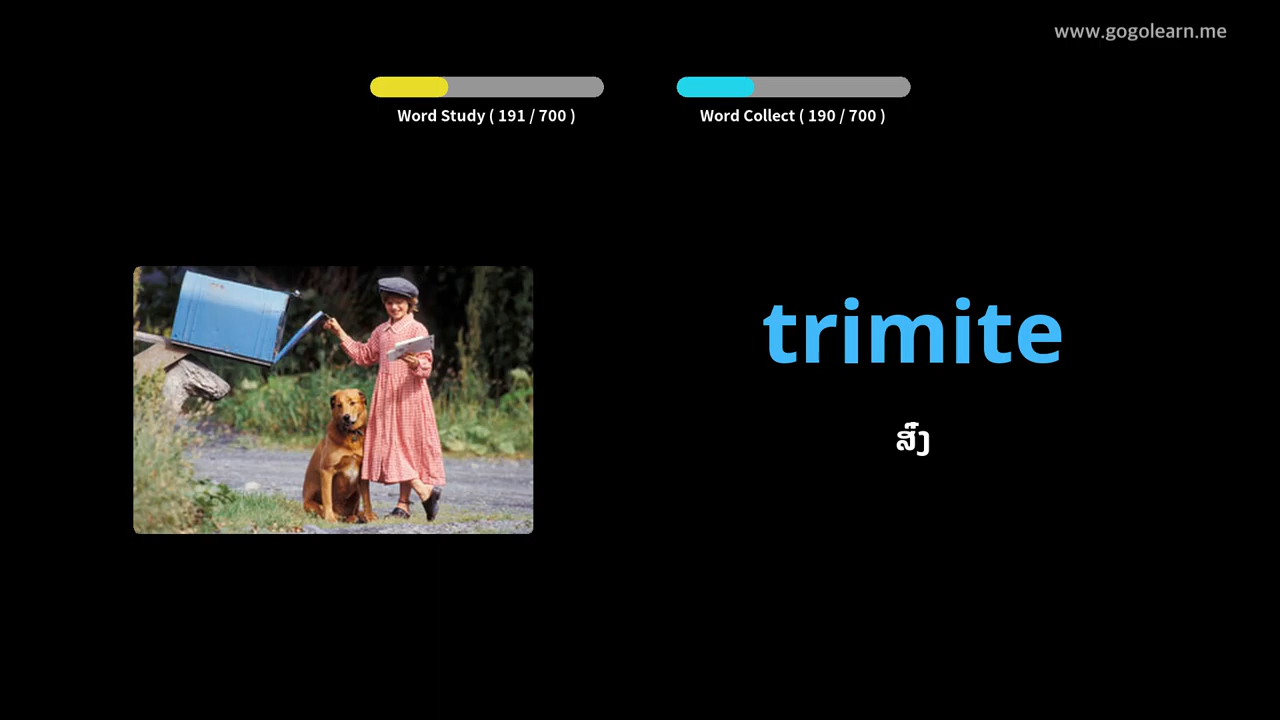 www.gogolearn.me
Word Study ( 191 / 700 )
Word Collect ( 190 / 700 )
trimite
ສົ່ງ